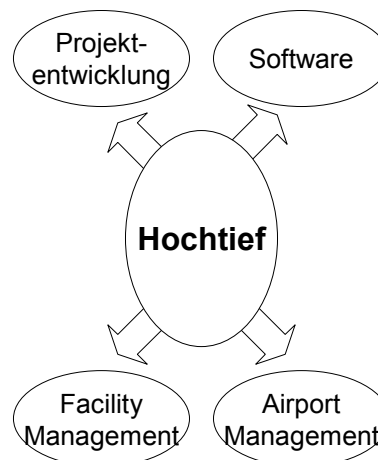 Projekt-
entwicklung
Software
Hochtief
Facility
Management
Airport
Management